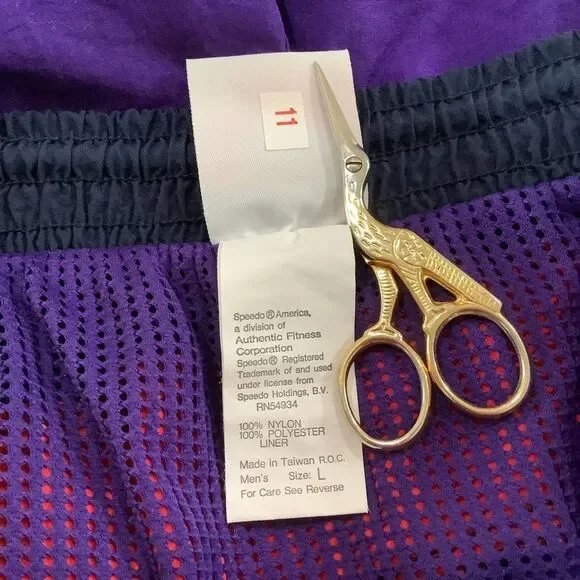 11
Speedo® America,
a division of
Authentic Fitness
Corporation
Speedo® Registered
Trademark of and used
under license from
Speedo Holdings, B.V.
RN54934
100% NYLON
100% POLYESTER
LINER
Made in Taiwan R.O.C.
Men's Size: L
For Care See Reverse